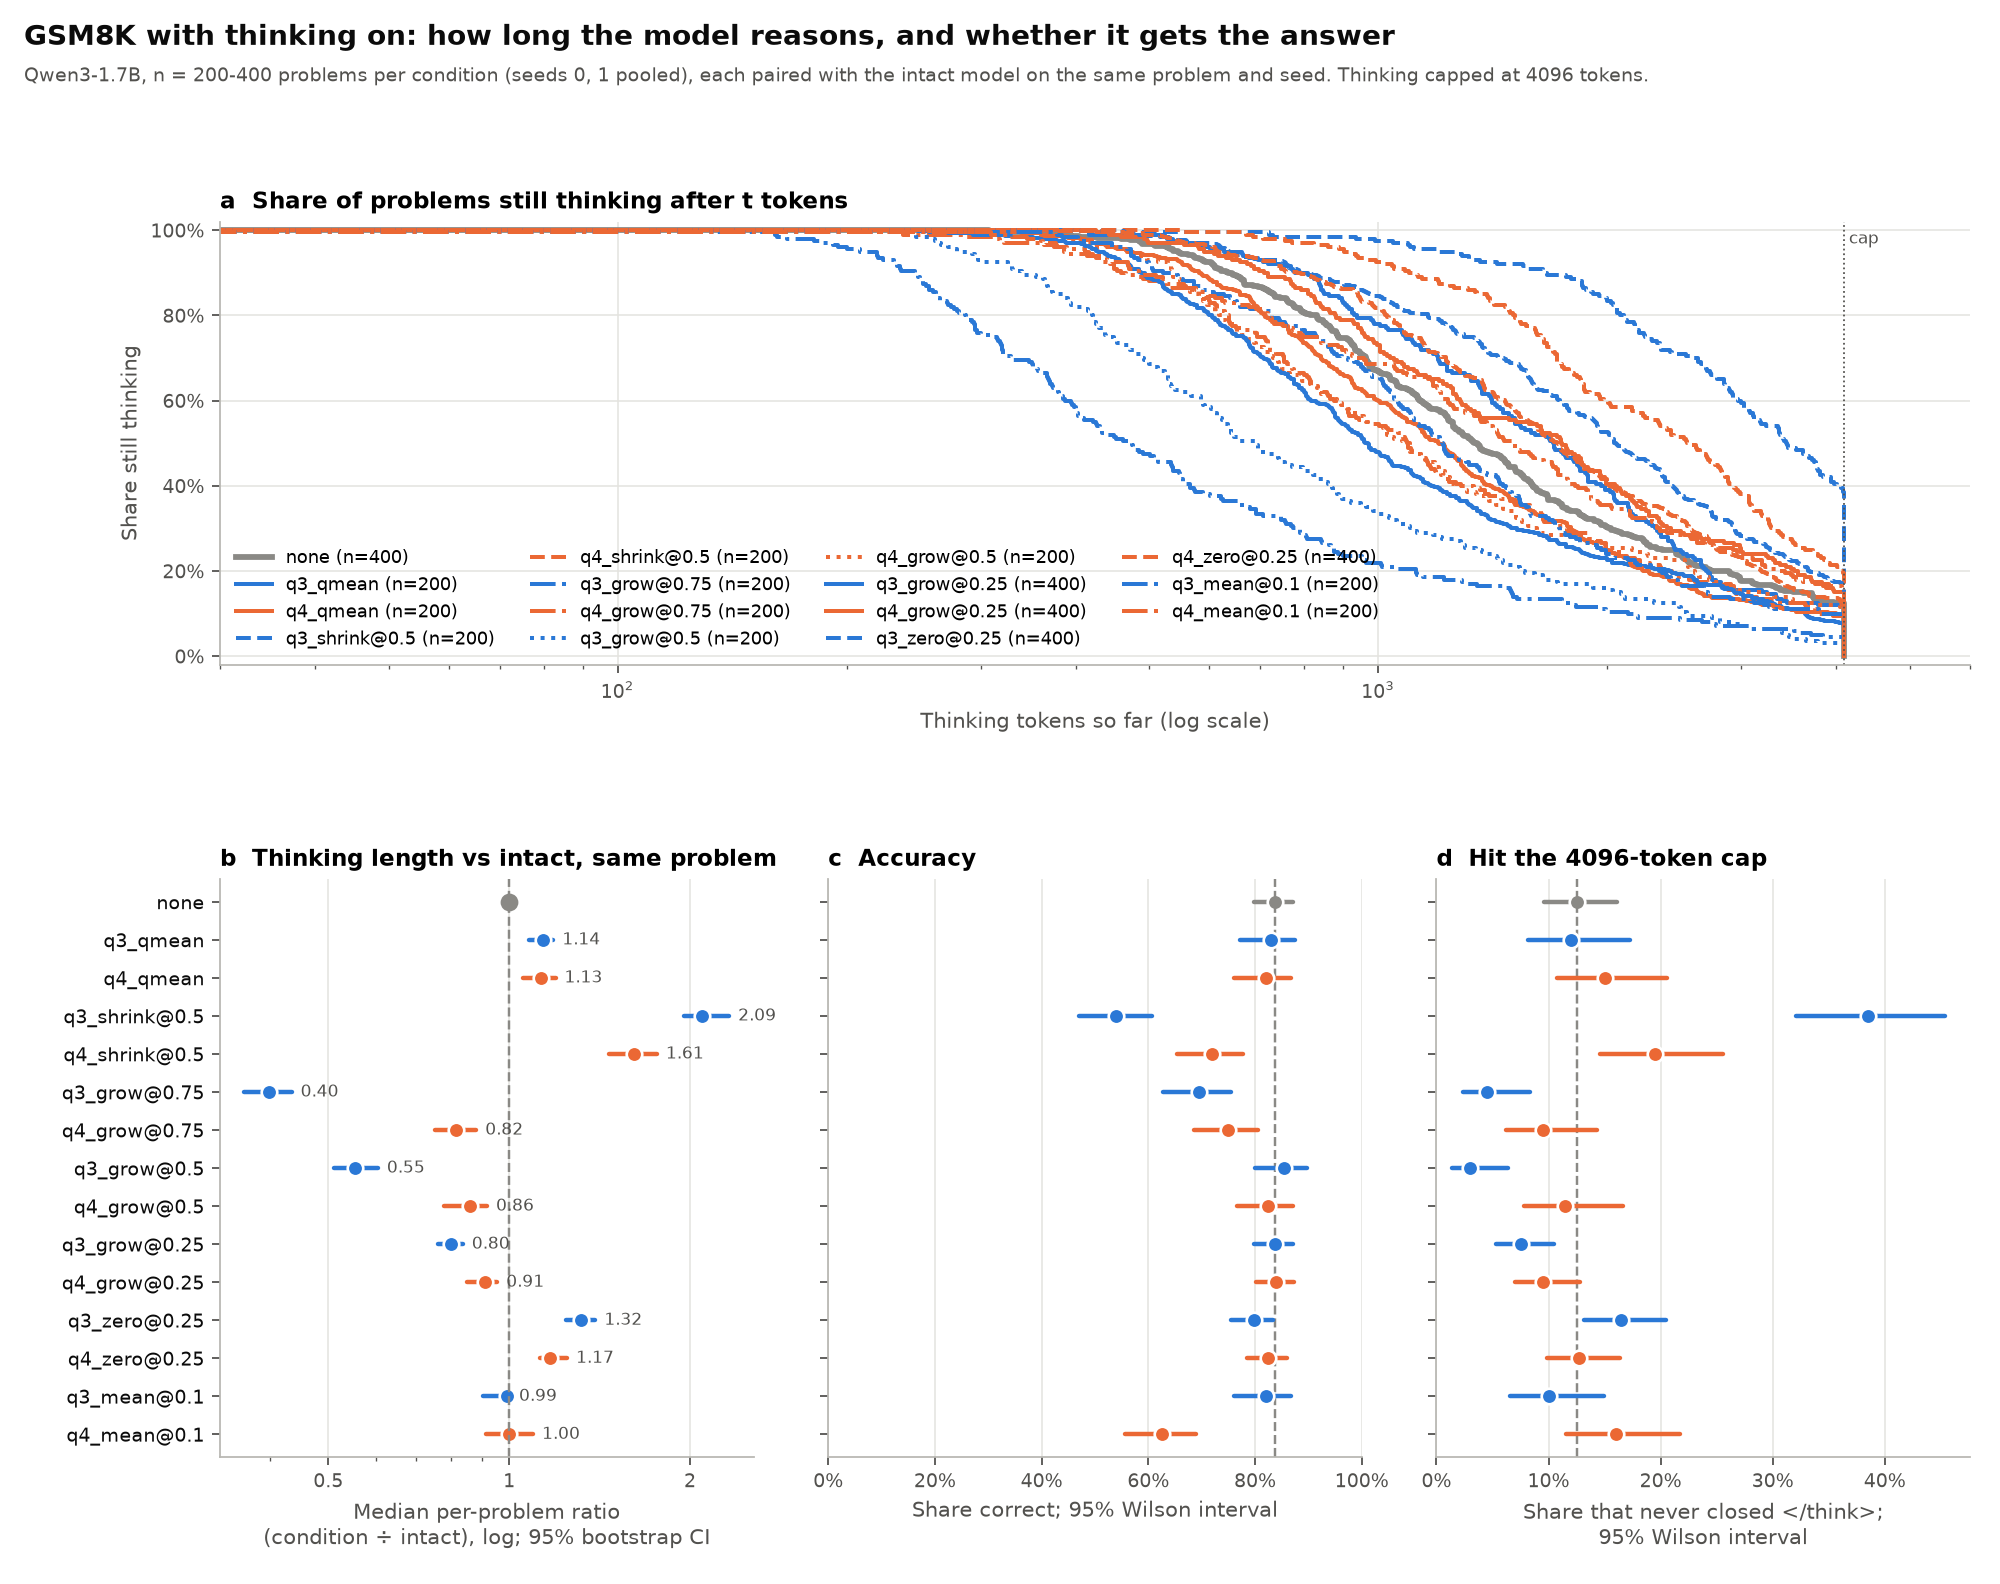 GSM8K with thinking on: how long the model reasons, and whether it gets the answer
Qwen3-1.7B, n = 200-400 problems per condition (seeds 0, 1 pooled), each paired with the intact model on the same problem and seed. Thinking capped at 4096 tokens.
a Share of problems still thinking after t tokens
100%
80%
60%
40%
20%
0%
Share still thinking
cap
none (n=400)
q3_qmean (n=200)
q4_qmean (n=200)
q3_shrink@0.5 (n=200)
q4_shrink@0.5 (n=200)
q3_grow@0.75 (n=200)
q4_grow@0.75 (n=200)
q3_grow@0.5 (n=200)
q4_grow@0.5 (n=200)
q3_grow@0.25 (n=400)
q4_grow@0.25 (n=400)
q3_zero@0.25 (n=400)
q4_zero@0.25 (n=400)
q3_mean@0.1 (n=200)
q4_mean@0.1 (n=200)
10² 10³
Thinking tokens so far (log scale)
b Thinking length vs intact, same problem
none
q3_qmean 1.14
q4_qmean 1.13
q3_shrink@0.5 2.09
q4_shrink@0.5 1.61
q3_grow@0.75 0.40
q4_grow@0.75 0.82
q3_grow@0.5 0.55
q4_grow@0.5 0.86
q3_grow@0.25 0.80
q4_grow@0.25 0.91
q3_zero@0.25 1.32
q4_zero@0.25 1.17
q3_mean@0.1 0.99
q4_mean@0.1 1.00
0.5 1 2
Median per-problem ratio
(condition ÷ intact), log; 95% bootstrap CI
c Accuracy
0% 20% 40% 60% 80% 100%
Share correct; 95% Wilson interval
d Hit the 4096-token cap
0% 10% 20% 30% 40%
Share that never closed </think>;
95% Wilson interval